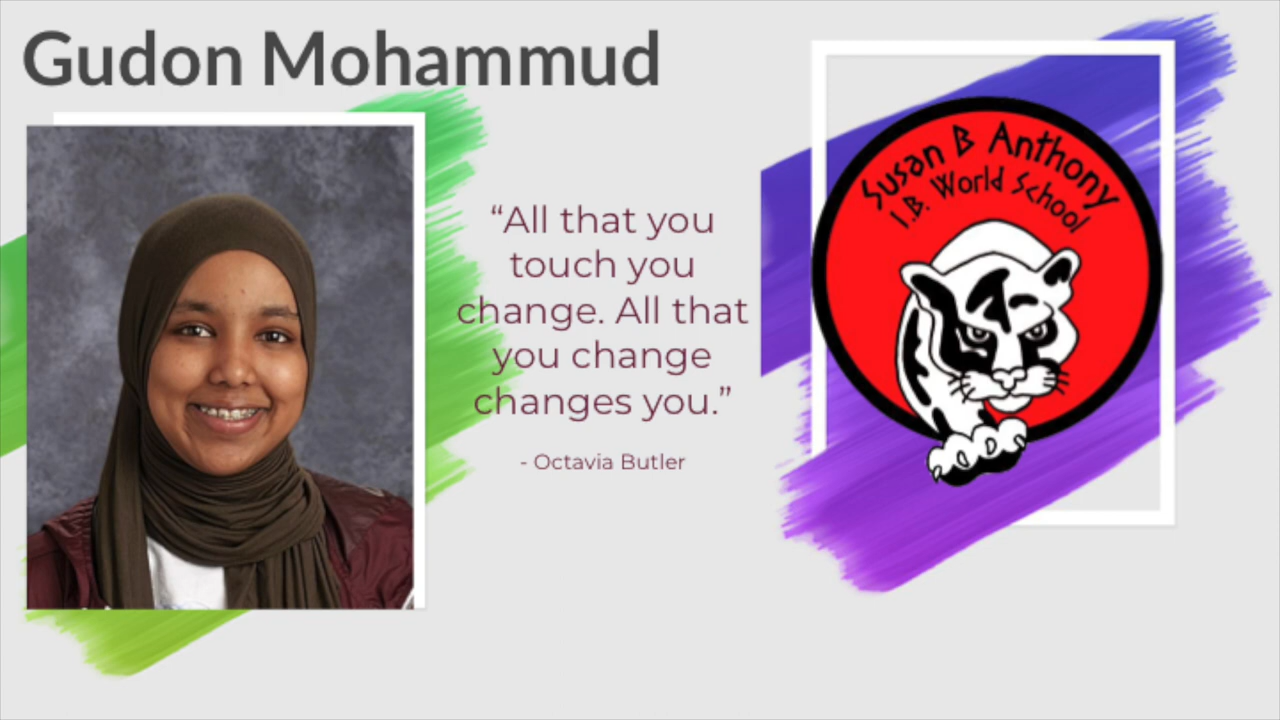 Gudon Mohammud
“All that you
touch you
change. All that
you change
changes you.”
- Octavia Butler
Susan B Anthony
I.B. World School